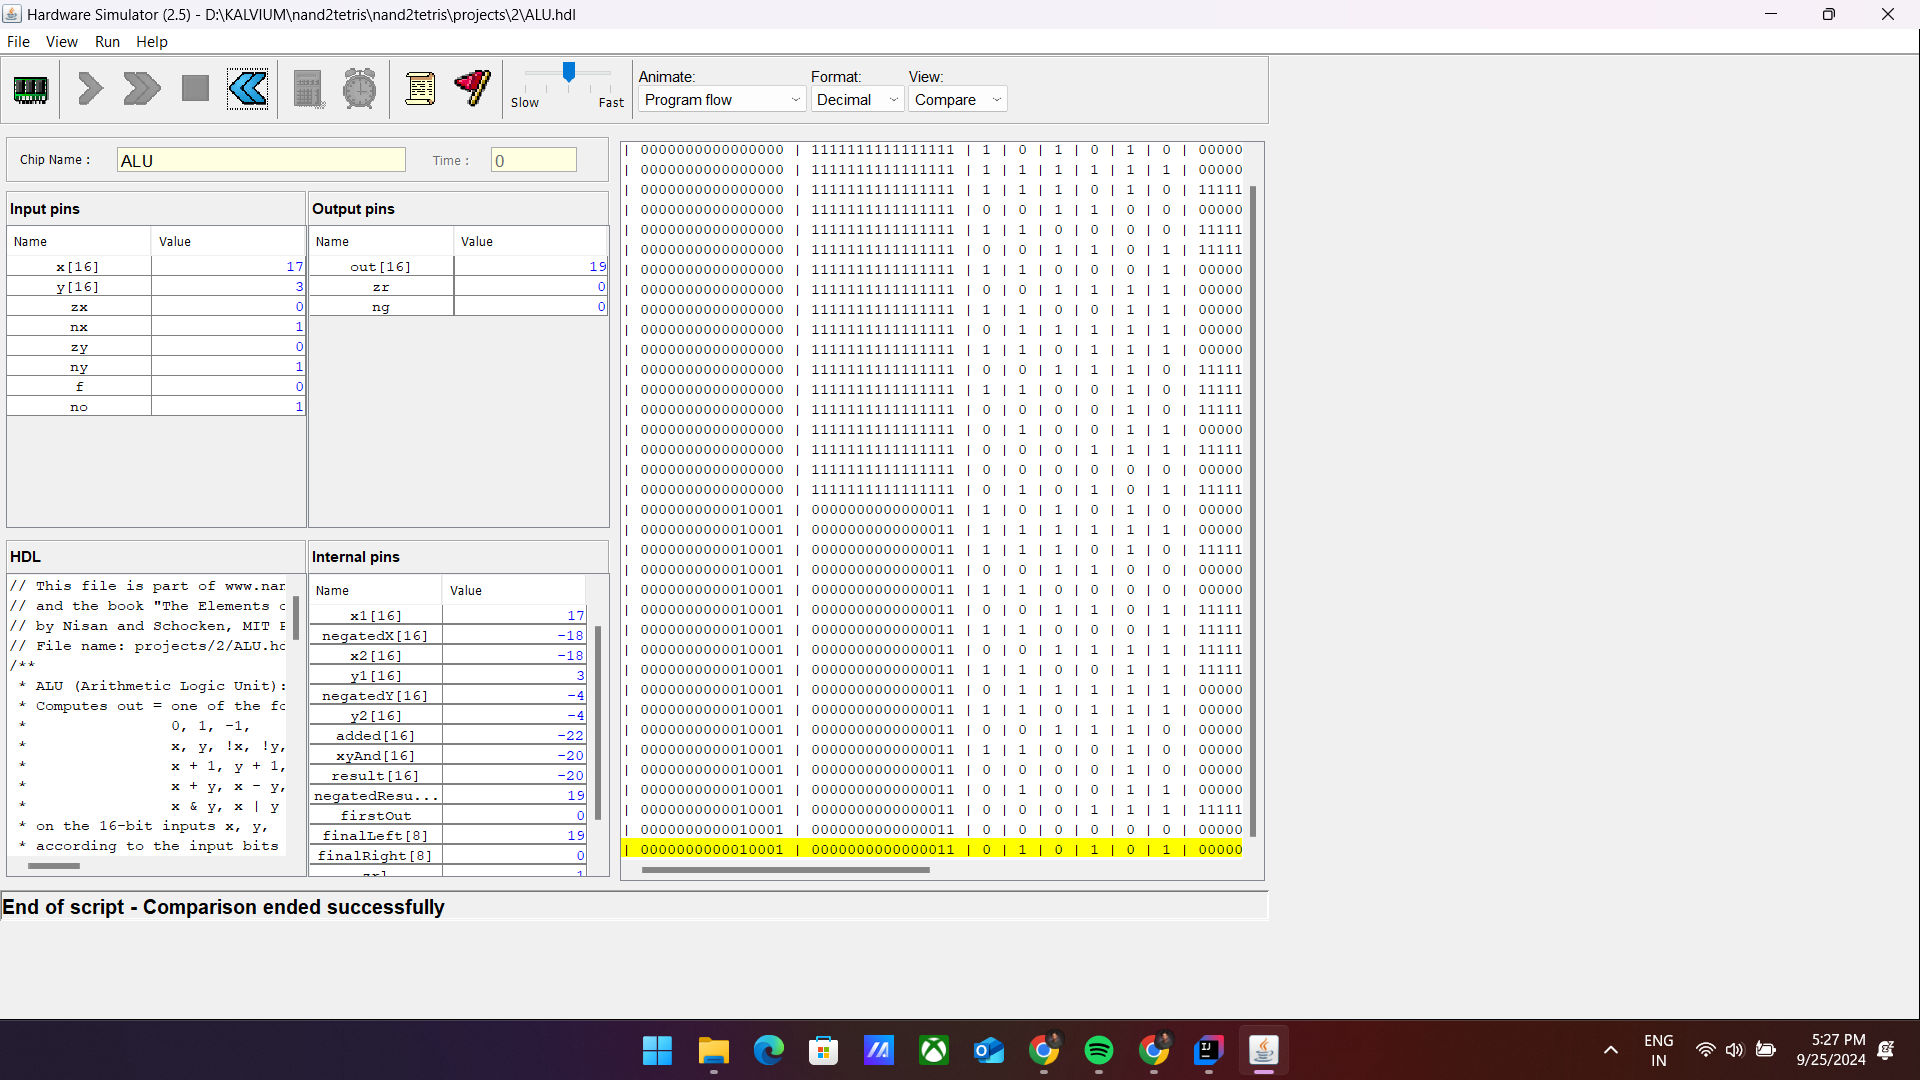 Hardware Simulator (2.5) - D:\KALVIUM\nand2tetris\nand2tetris\projects\2\ALU.hdl
File View Run Help
Slow Fast
Animate: Format: View:
Program flow Decimal Compare
Chip Name : ALU Time : 0
Input pins
Name Value
x[16] 17
y[16] 3
zx 0
nx 1
zy 0
ny 1
f 0
no 1
Output pins
Name Value
out[16] 19
zr 0
ng 0
HDL
// This file is part of www.nan
// and the book "The Elements o
// by Nisan and Schocken, MIT P
// File name: projects/2/ALU.hd
/**
* ALU (Arithmetic Logic Unit):
* Computes out = one of the fo
* 0, 1, -1,
* x, y, !x, !y,
* x + 1, y + 1,
* x + y, x - y,
* x & y, x | y
* on the 16-bit inputs x, y,
* according to the input bits
Internal pins
Name Value
x1[16] 17
negatedX[16] -18
x2[16] -18
y1[16] 3
negatedY[16] -4
y2[16] -4
added[16] -22
xyAnd[16] -20
result[16] -20
negatedResu... 19
firstOut 0
finalLeft[8] 19
finalRight[8] 0
zrl 1
| 0000000000000000 | 1111111111111111 | 1 | 0 | 1 | 0 | 1 | 0 | 00000
| 0000000000000000 | 1111111111111111 | 1 | 1 | 1 | 1 | 1 | 1 | 00000
| 0000000000000000 | 1111111111111111 | 1 | 1 | 1 | 0 | 1 | 0 | 11111
| 0000000000000000 | 1111111111111111 | 0 | 0 | 1 | 1 | 0 | 0 | 00000
| 0000000000000000 | 1111111111111111 | 1 | 1 | 0 | 0 | 0 | 0 | 11111
| 0000000000000000 | 1111111111111111 | 0 | 0 | 1 | 1 | 0 | 1 | 11111
| 0000000000000000 | 1111111111111111 | 1 | 1 | 0 | 0 | 0 | 1 | 00000
| 0000000000000000 | 1111111111111111 | 0 | 0 | 1 | 1 | 1 | 1 | 00000
| 0000000000000000 | 1111111111111111 | 1 | 1 | 0 | 0 | 1 | 1 | 00000
| 0000000000000000 | 1111111111111111 | 0 | 1 | 1 | 1 | 1 | 1 | 00000
| 0000000000000000 | 1111111111111111 | 1 | 1 | 0 | 1 | 1 | 1 | 00000
| 0000000000000000 | 1111111111111111 | 0 | 0 | 1 | 1 | 1 | 0 | 11111
| 0000000000000000 | 1111111111111111 | 1 | 1 | 0 | 0 | 1 | 0 | 11111
| 0000000000000000 | 1111111111111111 | 0 | 0 | 0 | 0 | 1 | 0 | 11111
| 0000000000000000 | 1111111111111111 | 0 | 1 | 0 | 0 | 1 | 1 | 00000
| 0000000000000000 | 1111111111111111 | 0 | 0 | 0 | 1 | 1 | 1 | 11111
| 0000000000000000 | 1111111111111111 | 0 | 0 | 0 | 0 | 0 | 0 | 00000
| 0000000000000000 | 1111111111111111 | 0 | 1 | 0 | 1 | 0 | 1 | 11111
| 0000000000010001 | 0000000000000011 | 1 | 0 | 1 | 0 | 1 | 0 | 00000
| 0000000000010001 | 0000000000000011 | 1 | 1 | 1 | 1 | 1 | 1 | 00000
| 0000000000010001 | 0000000000000011 | 1 | 1 | 1 | 0 | 1 | 0 | 11111
| 0000000000010001 | 0000000000000011 | 0 | 0 | 1 | 1 | 0 | 0 | 00000
| 0000000000010001 | 0000000000000011 | 1 | 1 | 0 | 0 | 0 | 0 | 00000
| 0000000000010001 | 0000000000000011 | 0 | 0 | 1 | 1 | 0 | 1 | 11111
| 0000000000010001 | 0000000000000011 | 1 | 1 | 0 | 0 | 0 | 1 | 11111
| 0000000000010001 | 0000000000000011 | 0 | 0 | 1 | 1 | 1 | 1 | 11111
| 0000000000010001 | 0000000000000011 | 1 | 1 | 0 | 0 | 1 | 1 | 11111
| 0000000000010001 | 0000000000000011 | 0 | 1 | 1 | 1 | 1 | 1 | 00000
| 0000000000010001 | 0000000000000011 | 1 | 1 | 0 | 1 | 1 | 1 | 00000
| 0000000000010001 | 0000000000000011 | 0 | 0 | 1 | 1 | 1 | 0 | 00000
| 0000000000010001 | 0000000000000011 | 1 | 1 | 0 | 0 | 1 | 0 | 00000
| 0000000000010001 | 0000000000000011 | 0 | 0 | 0 | 0 | 1 | 0 | 00000
| 0000000000010001 | 0000000000000011 | 0 | 1 | 0 | 0 | 1 | 1 | 00000
| 0000000000010001 | 0000000000000011 | 0 | 0 | 0 | 1 | 1 | 1 | 11111
| 0000000000010001 | 0000000000000011 | 0 | 0 | 0 | 0 | 0 | 0 | 00000
| 0000000000010001 | 0000000000000011 | 0 | 1 | 0 | 1 | 0 | 1 | 00000
End of script - Comparison ended successfully
ENG
IN
5:27 PM
9/25/2024